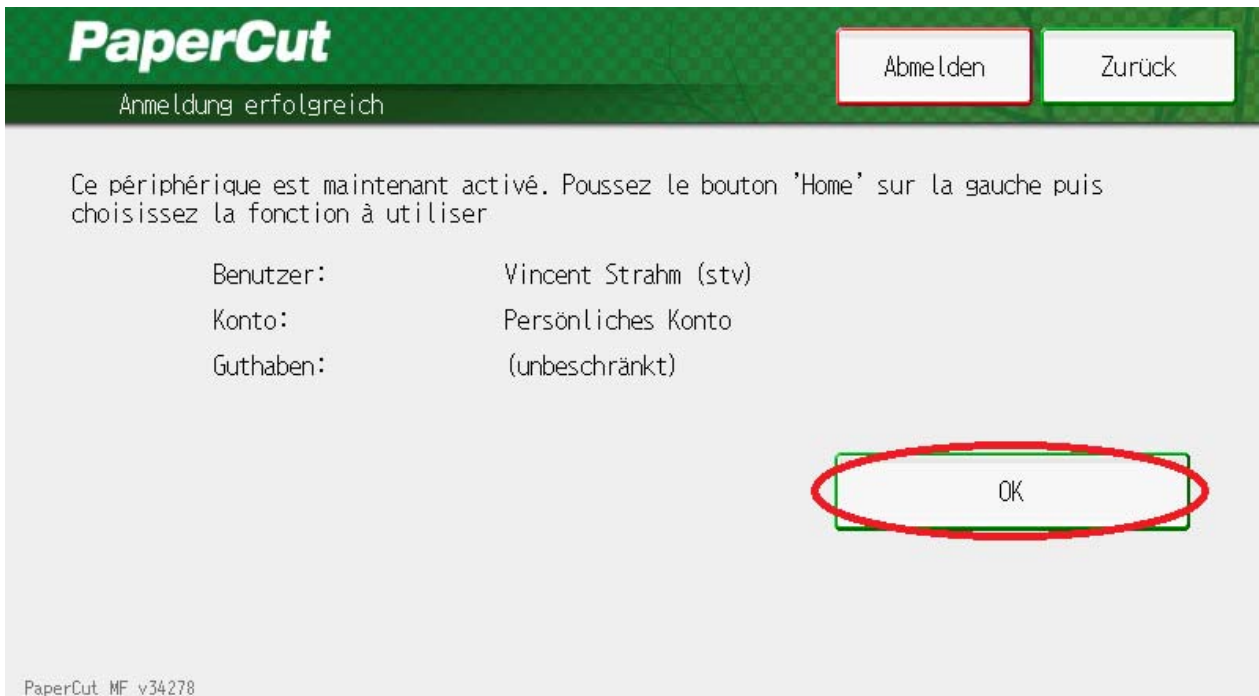 PaperCut
Abmelden
Zurück
Anmeldung erfolgreich
Ce périphérique est maintenant activé. Poussez le bouton 'Home' sur la gauche puis
choisissez la fonction à utiliser
Benutzer: Vincent Strahm (stv)
Konto: Persönliches Konto
Guthaben: (unbeschränkt)
OK
PaperCut MF v34278